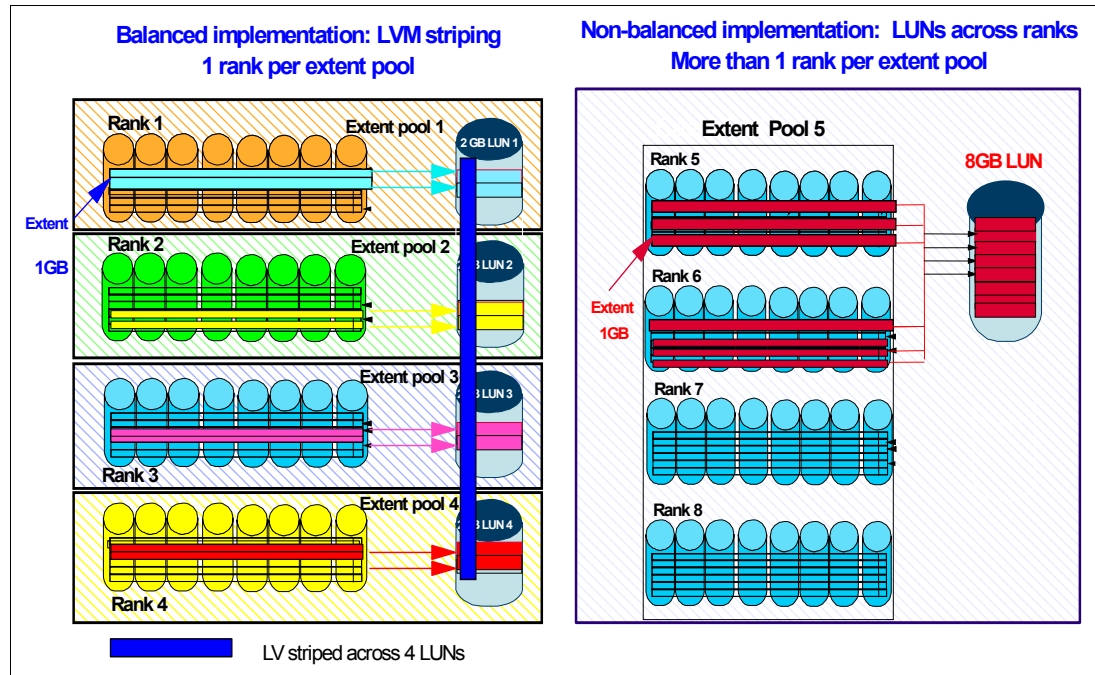 Balanced implementation: LVM striping
1 rank per extent pool
Rank 1
Extent pool 1
2 GB LUN 1
Extent
1GB
Rank 2
Extent pool 2
GB LUN 2
Extent pool 3
GB LUN 3
Rank 3
Extent pool 4
GB LUN 4
Rank 4
LV striped across 4 LUNs
Non-balanced implementation: LUNs across ranks
More than 1 rank per extent pool
Extent Pool 5
Rank 5
8GB LUN
Rank 6
Extent
1GB
Rank 7
Rank 8